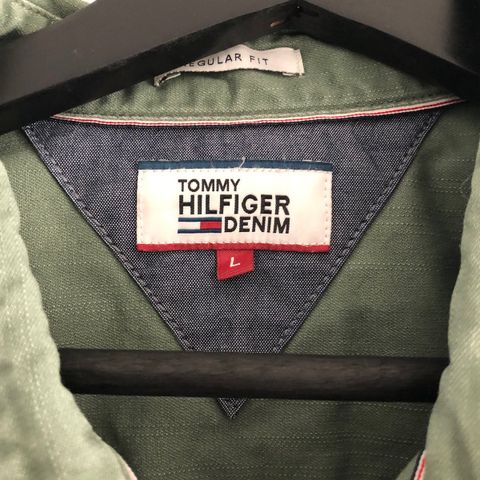 REGULAR FIT
TOMMY
HILFIGER
DENIM
L